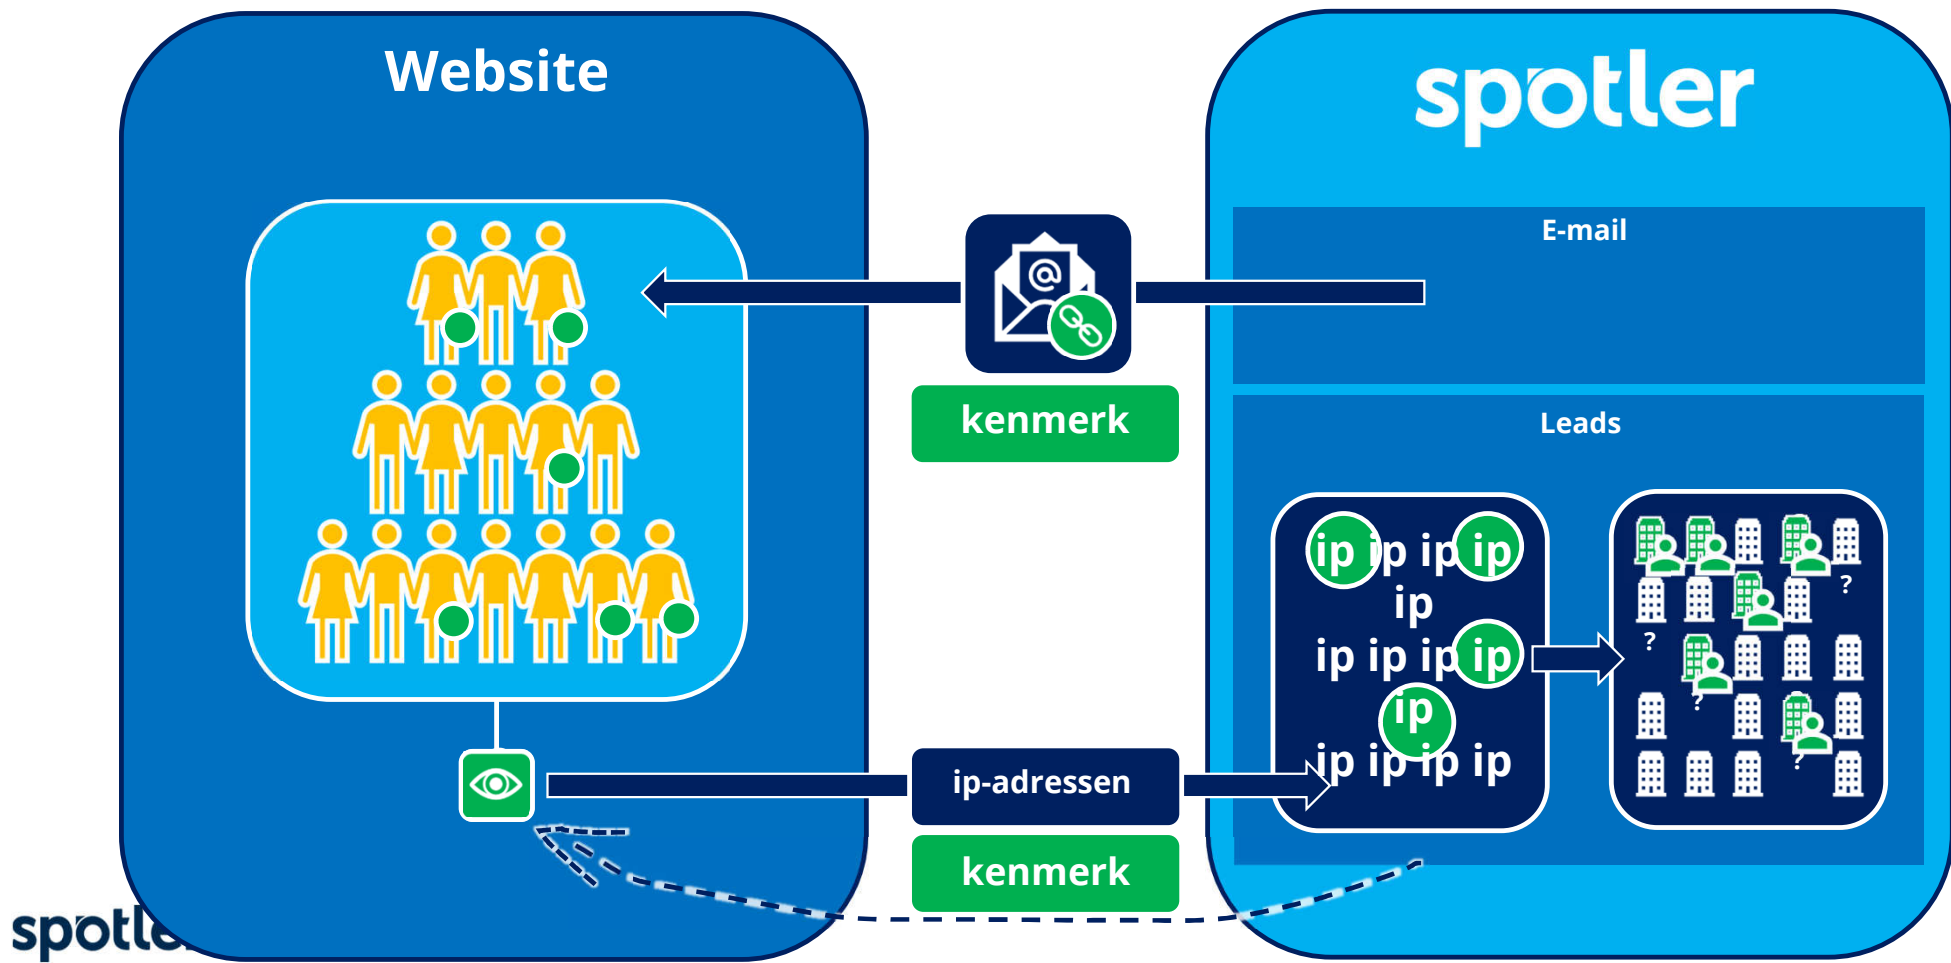 Website
spotler
E-mail
kenmerk
Leads
ip ip ip ip
ip
ip ip ip ip
ip
ip ip ip ip
?
?
?
?
ip-adressen
kenmerk
spotle